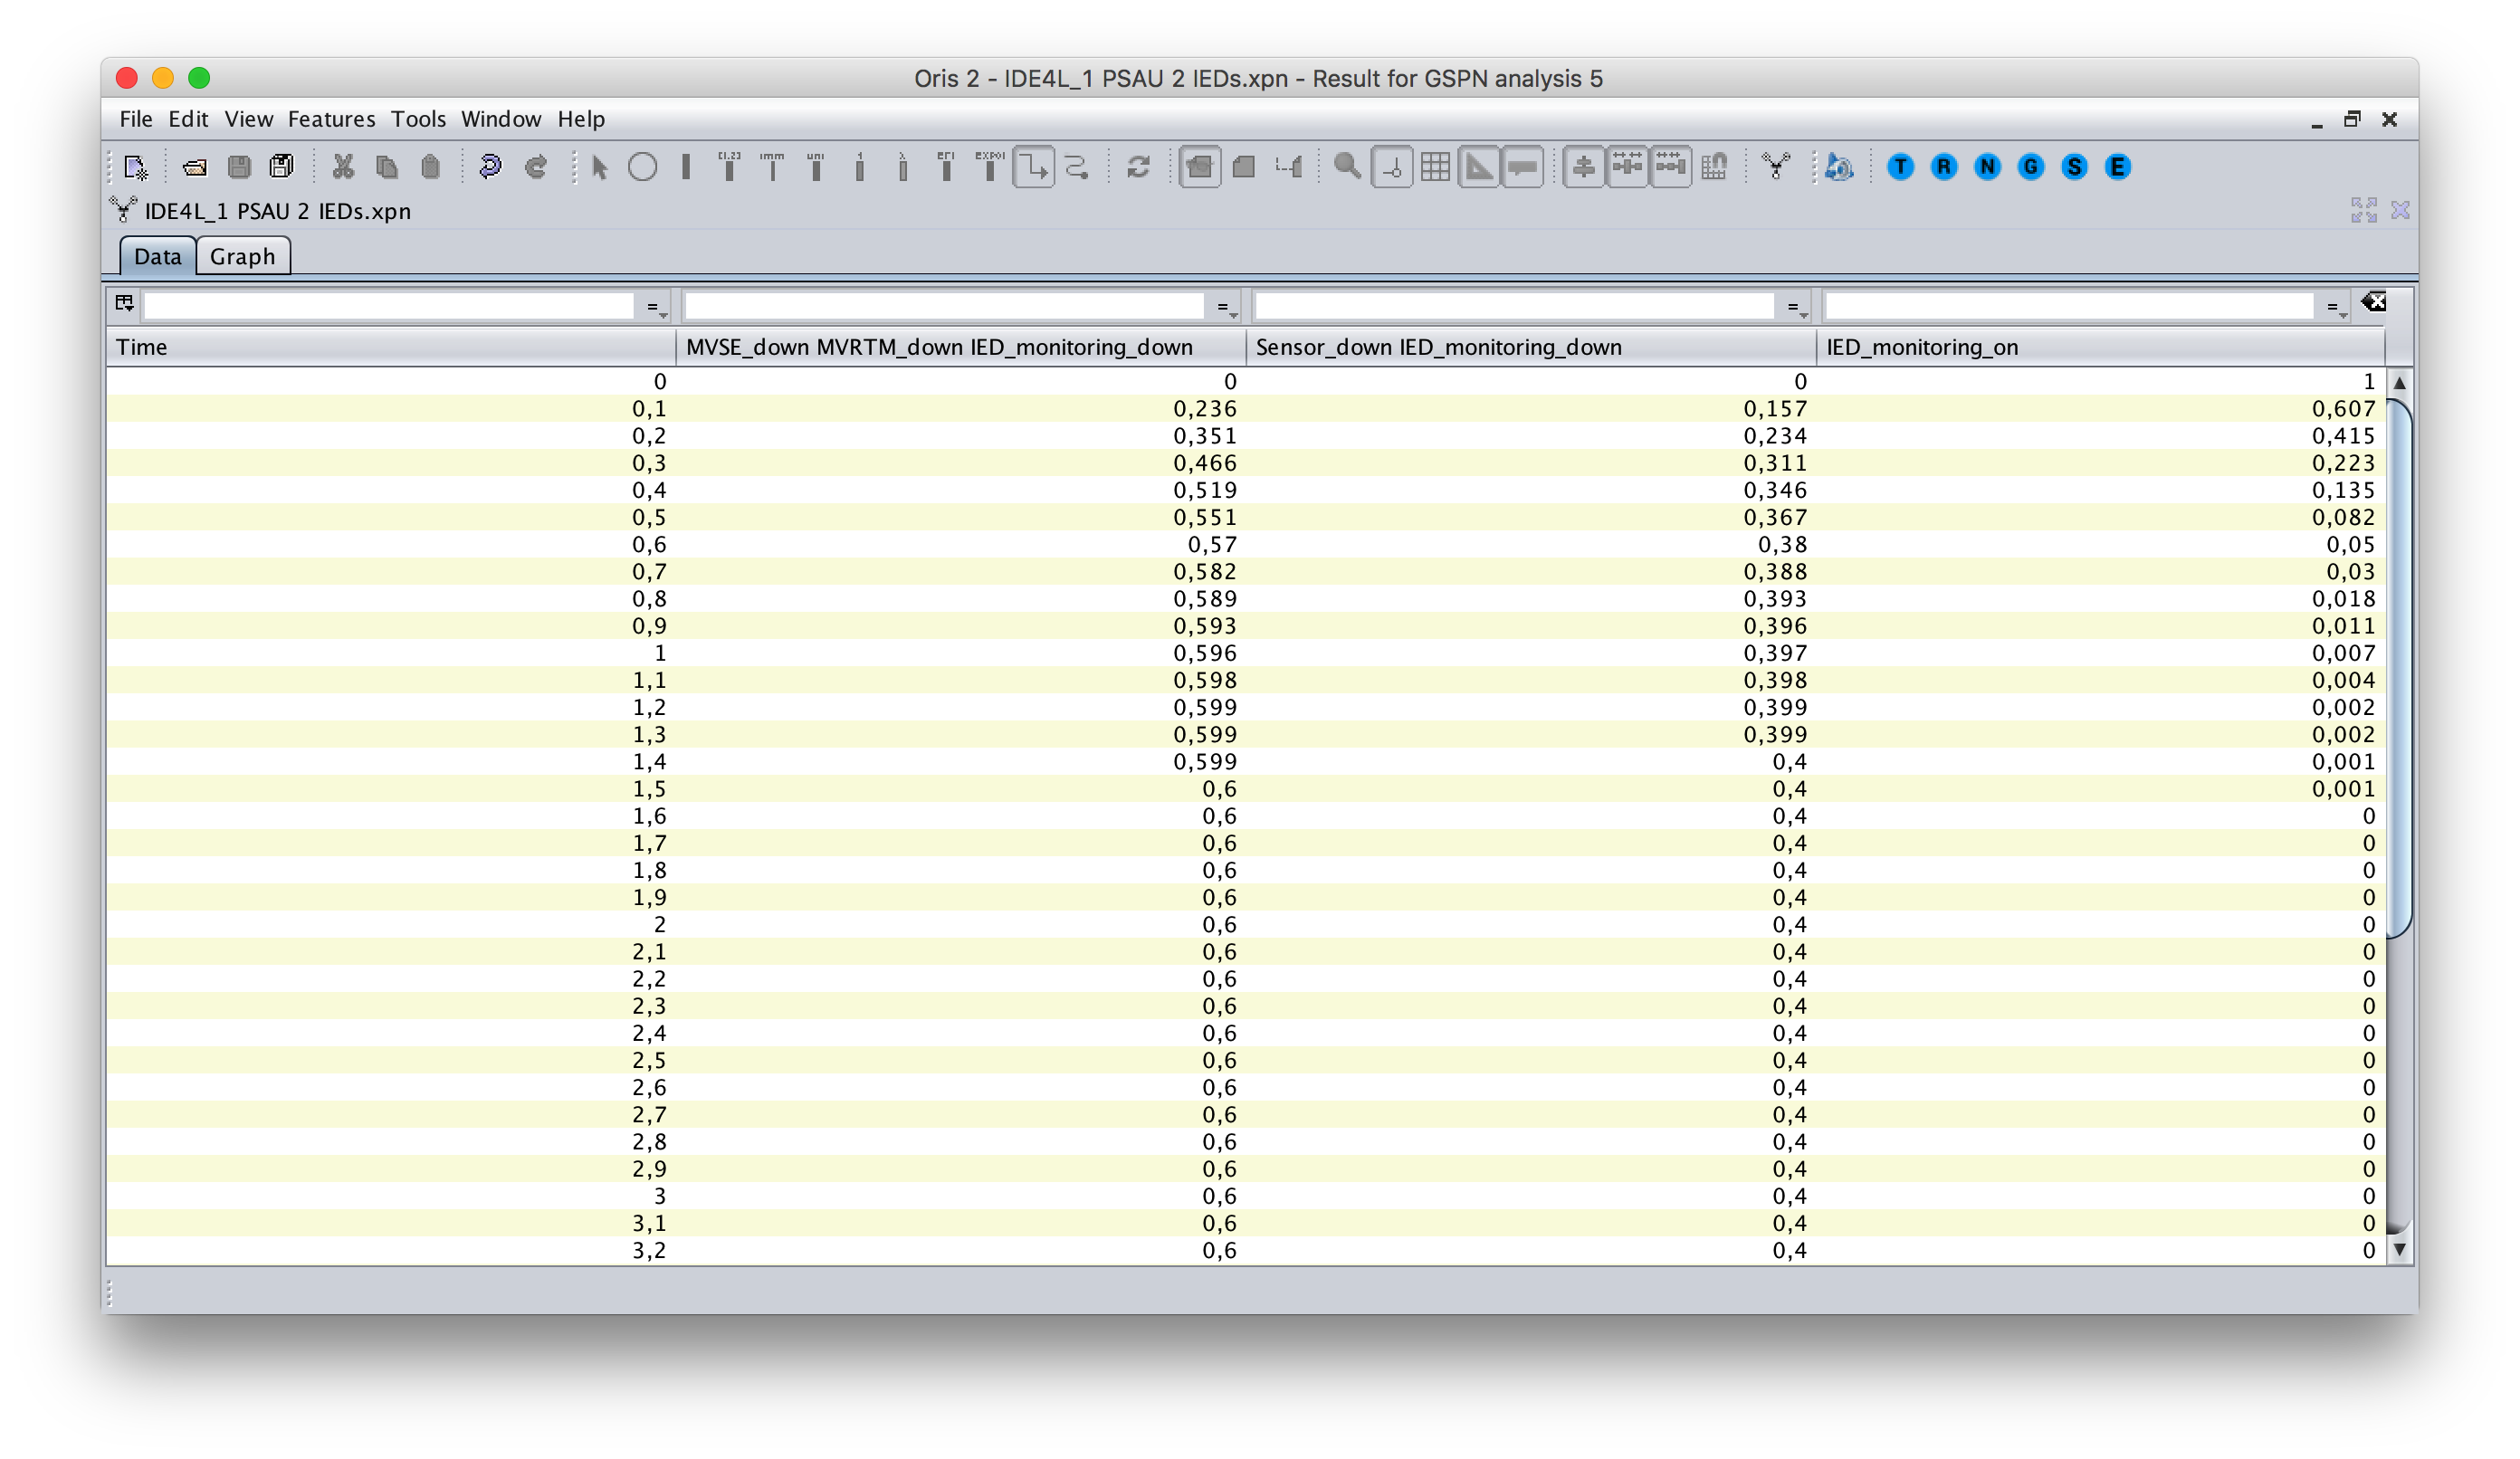 Oris 2 - IDE4L_1 PSAU 2 IEDs.xpn - Result for GSPN analysis 5
File Edit View Features Tools Window Help
[1,2] imm uni 1 λ EXPOl
T R N G S E
IDE4L_1 PSAU 2 IEDs.xpn
Data Graph
= = = =
Time MVSE_down MVRTM_down IED_monitoring_down Sensor_down IED_monitoring_down IED_monitoring_on
0 0 0 1
0,1 0,236 0,157 0,607
0,2 0,351 0,234 0,415
0,3 0,466 0,311 0,223
0,4 0,519 0,346 0,135
0,5 0,551 0,367 0,082
0,6 0,57 0,38 0,05
0,7 0,582 0,388 0,03
0,8 0,589 0,393 0,018
0,9 0,593 0,396 0,011
1 0,596 0,397 0,007
1,1 0,598 0,398 0,004
1,2 0,599 0,399 0,002
1,3 0,599 0,399 0,002
1,4 0,599 0,4 0,001
1,5 0,6 0,4 0,001
1,6 0,6 0,4 0
1,7 0,6 0,4 0
1,8 0,6 0,4 0
1,9 0,6 0,4 0
2 0,6 0,4 0
2,1 0,6 0,4 0
2,2 0,6 0,4 0
2,3 0,6 0,4 0
2,4 0,6 0,4 0
2,5 0,6 0,4 0
2,6 0,6 0,4 0
2,7 0,6 0,4 0
2,8 0,6 0,4 0
2,9 0,6 0,4 0
3 0,6 0,4 0
3,1 0,6 0,4 0
3,2 0,6 0,4 0